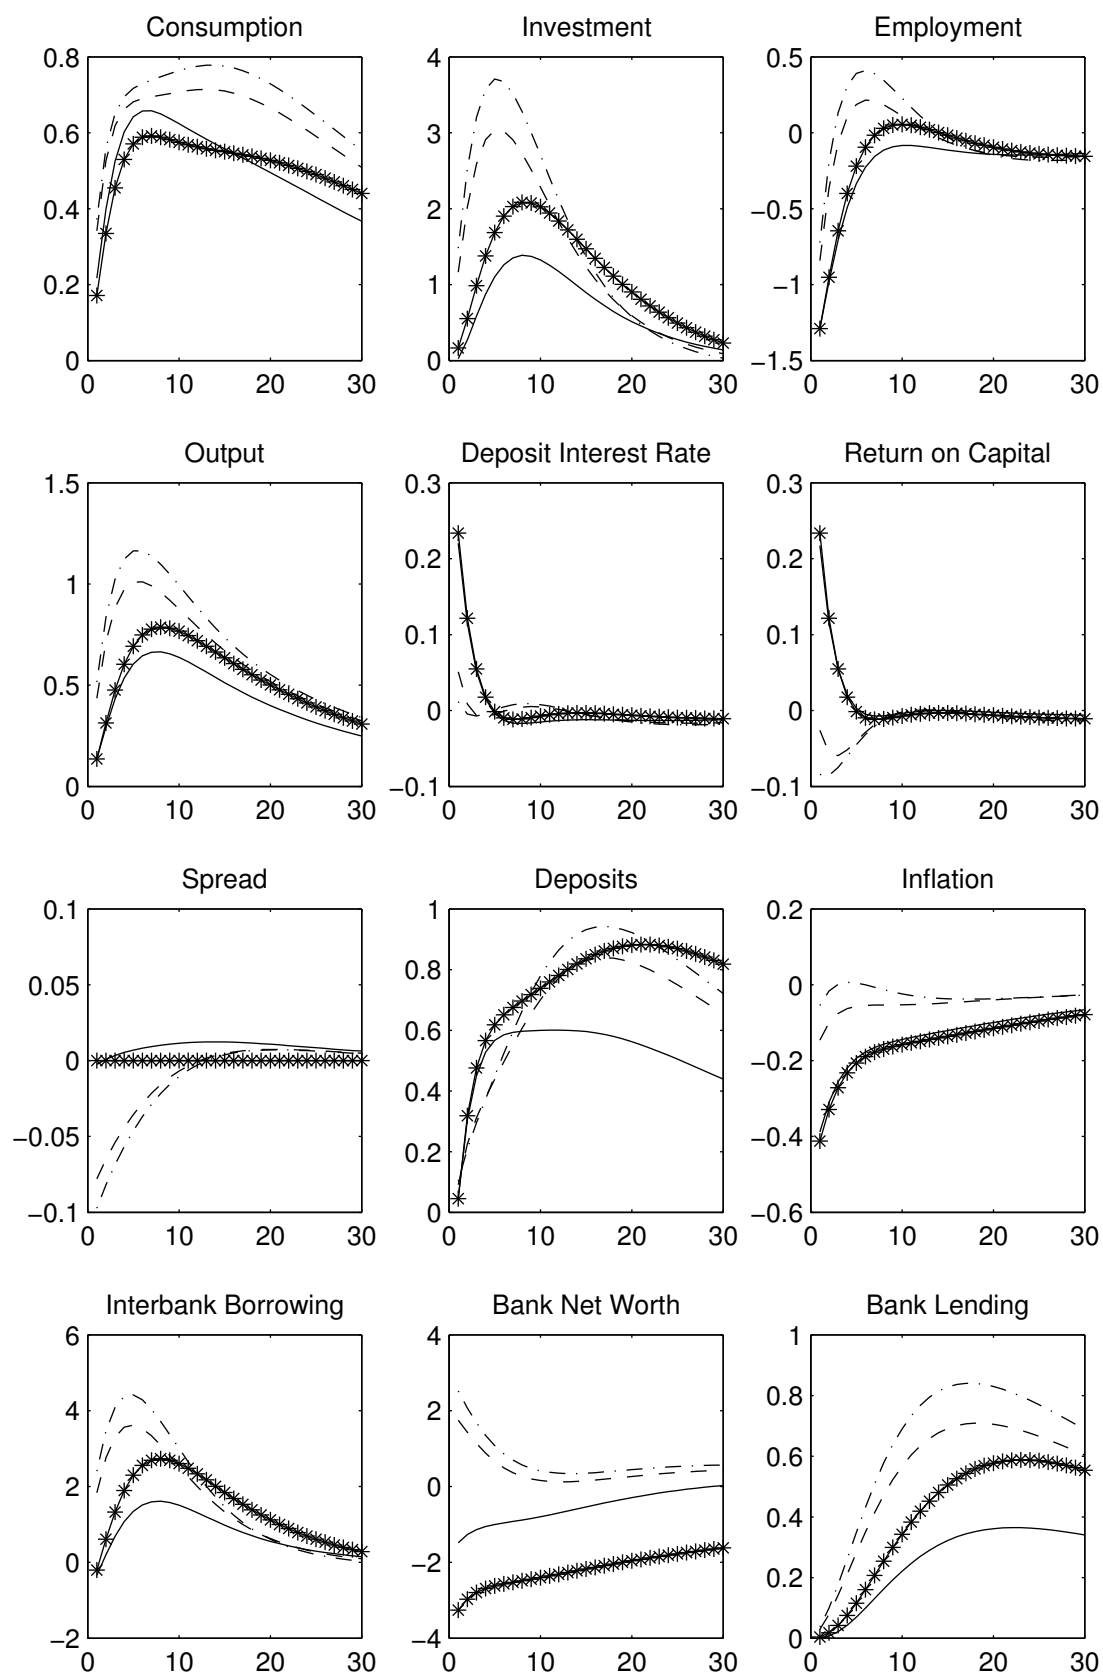 Consumption Investment Employment
0.8 4 0.5
0.6 3 0
0.4 2 −0.5
0.2 1 −1
0 0 −1.5
0 10 20 30 0 10 20 30 0 10 20 30
Output Deposit Interest Rate Return on Capital
1.5 0.3 0.3
0.2 0.2
1
0.1 0.1
0.5
0 0
0 −0.1 −0.1
0 10 20 30 0 10 20 30 0 10 20 30
Spread Deposits Inflation
0.1 1 0.2
0.8
0.05 0
0.6
0 −0.2
0.4
−0.05 −0.4
0.2
−0.1 0 −0.6
0 10 20 30 0 10 20 30 0 10 20 30
Interbank Borrowing Bank Net Worth Bank Lending
6 4 1
0.8
4 2
0.6
2 0
0.4
0 −2
0.2
−2 −4 0
0 10 20 30 0 10 20 30 0 10 20 30